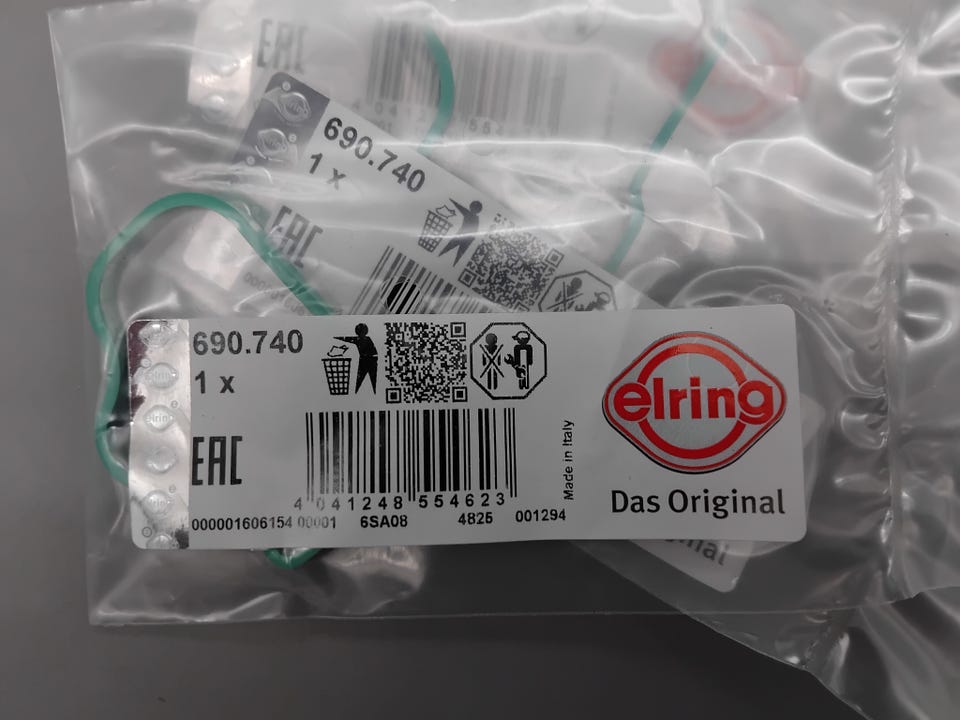 EAC
690.740
1 x
EAC
690.740
1 x
elring
EAC
Made in Italy
4 041248 554623
Das Original
000001606154 00001 6SA08 4825 001294